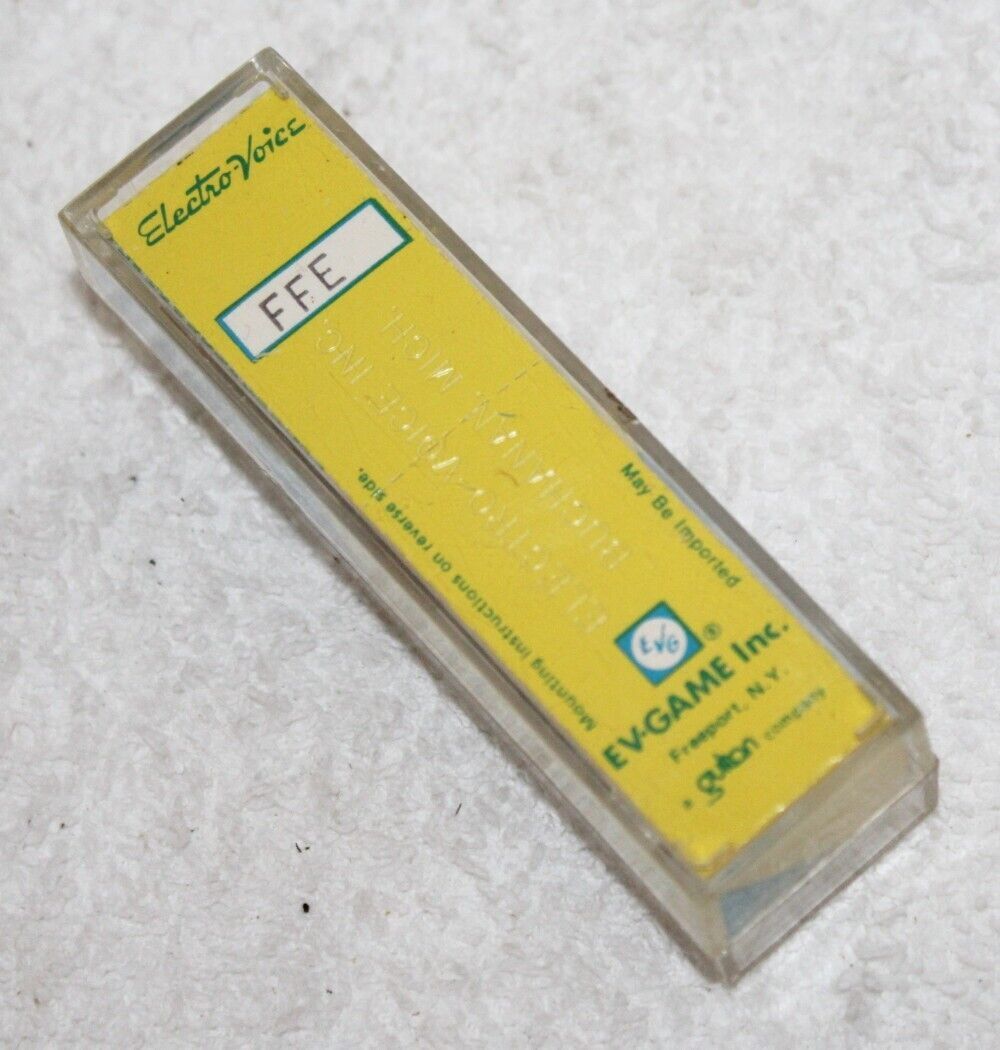 Electro-Voice
FFE
ELECTRO-VOICE INC.
BUCHANAN MICH.
Mounting instructions on reverse side.
May Be Imported
EVG ®
EV-GAME Inc.
Freeport, N.Y.
a gulton company